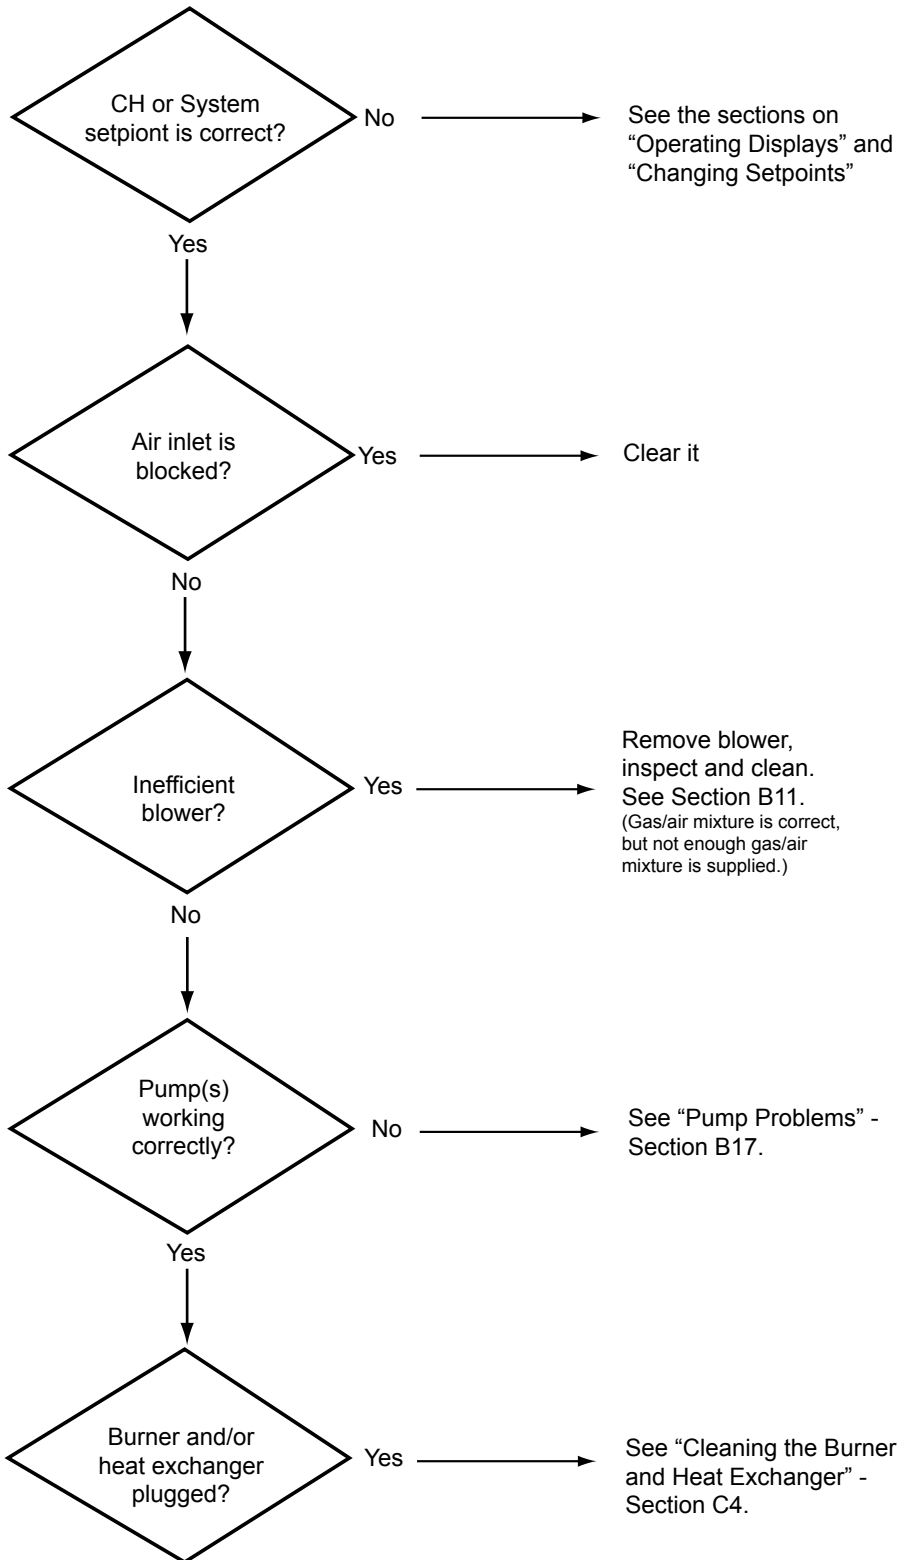 CH or System
setpiont is correct?
No
See the sections on
“Operating Displays” and
“Changing Setpoints”
Yes
Air inlet is
blocked?
Yes
Clear it
No
Inefficient
blower?
Yes
Remove blower,
inspect and clean.
See Section B11.
(Gas/air mixture is correct,
but not enough gas/air
mixture is supplied.)
No
Pump(s)
working
correctly?
No
See “Pump Problems” -
Section B17.
Yes
Burner and/or
heat exchanger
plugged?
Yes
See “Cleaning the Burner
and Heat Exchanger” -
Section C4.